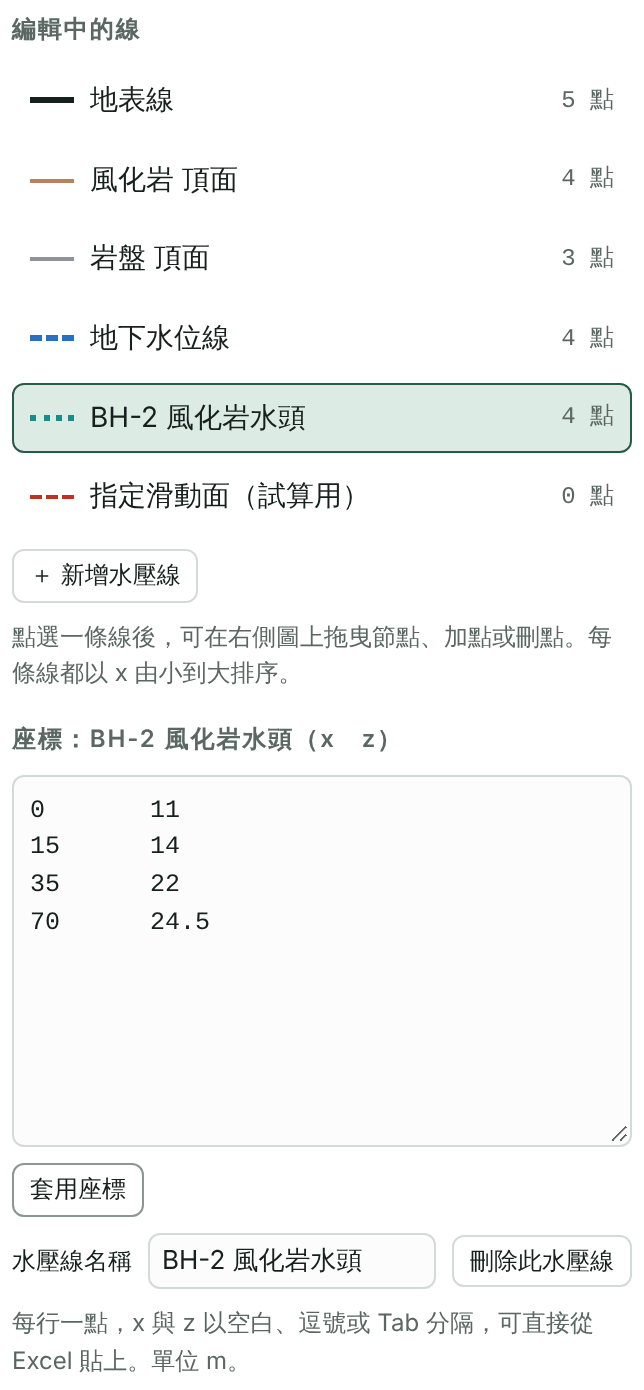 編輯中的線
地表線 5 點
風化岩 頂面 4 點
岩盤 頂面 3 點
地下水位線 4 點
BH-2 風化岩水頭 4 點
指定滑動面（試算用） 0 點
＋ 新增水壓線
點選一條線後，可在右側圖上拖曳節點、加點或刪點。每
條線都以 x 由小到大排序。
座標：BH-2 風化岩水頭（x　z）
0 11
15 14
35 22
70 24.5
套用座標
水壓線名稱 BH-2 風化岩水頭 刪除此水壓線
每行一點，x 與 z 以空白、逗號或 Tab 分隔，可直接從
Excel 貼上。單位 m。